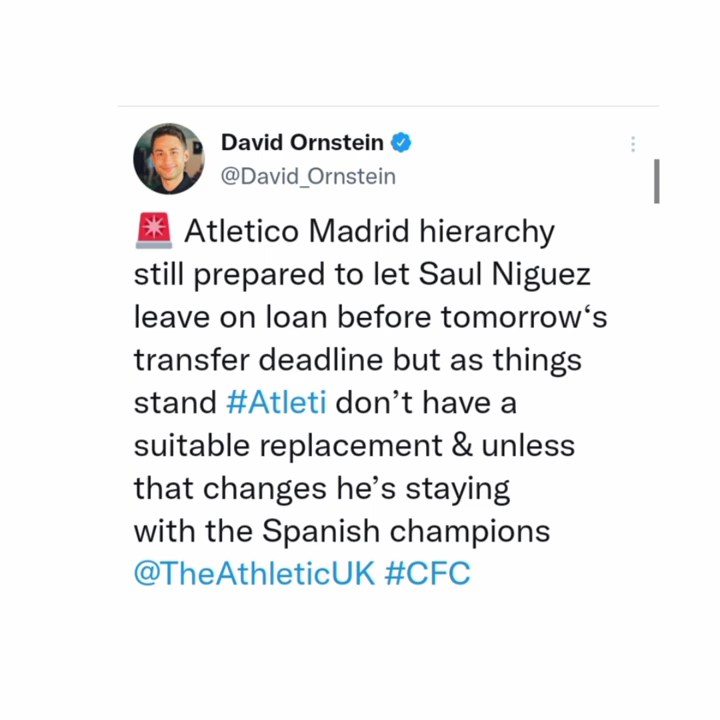 David Ornstein
@David_Ornstein
🚨 Atletico Madrid hierarchy
still prepared to let Saul Niguez
leave on loan before tomorrow‘s
transfer deadline but as things
stand #Atleti don’t have a
suitable replacement & unless
that changes he’s staying
with the Spanish champions
@TheAthleticUK #CFC